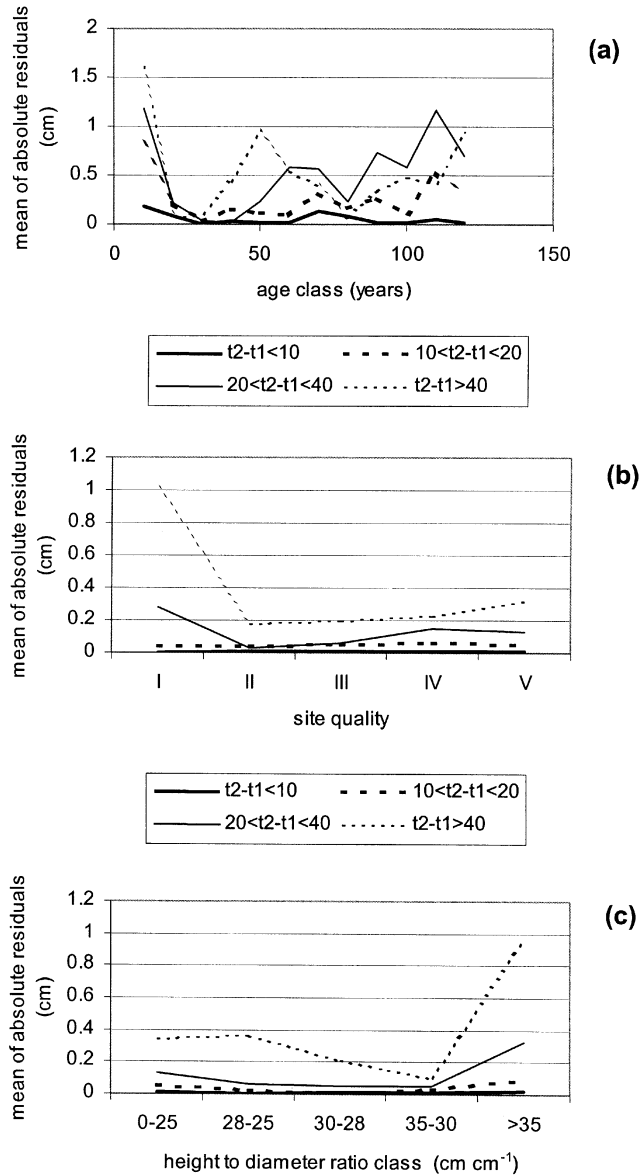 (a)
mean of absolute residuals
(cm)
2
1.5
1
0.5
0
0 50 100 150
age class (years)
t2-t1<10 10<t2-t1<20
20<t2-t1<40 t2-t1>40
(b)
mean of absolute residuals
(cm)
1.2
1
0.8
0.6
0.4
0.2
0
I II III IV V
site quality
t2-t1<10 10<t2-t1<20
20<t2-t1<40 t2-t1>40
(c)
mean of absolute residuals
(cm)
1.2
1
0.8
0.6
0.4
0.2
0
0-25 28-25 30-28 35-30 >35
height to diameter ratio class (cm cm⁻¹)